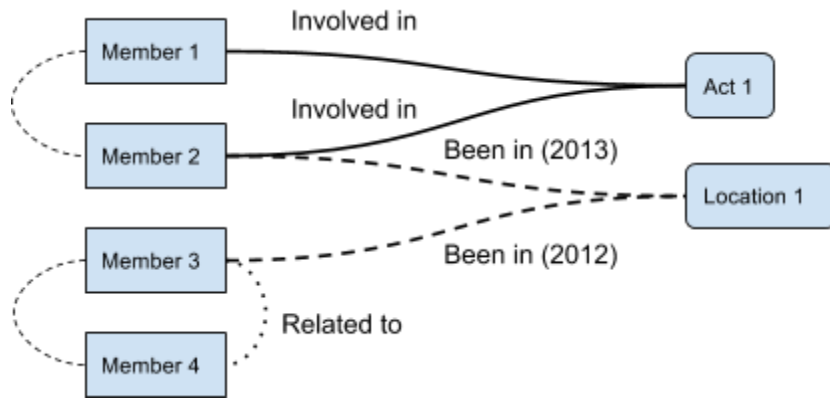 Involved in
Member 1
Act 1
Involved in
Member 2
Been in (2013)
Location 1
Member 3
Been in (2012)
Related to
Member 4